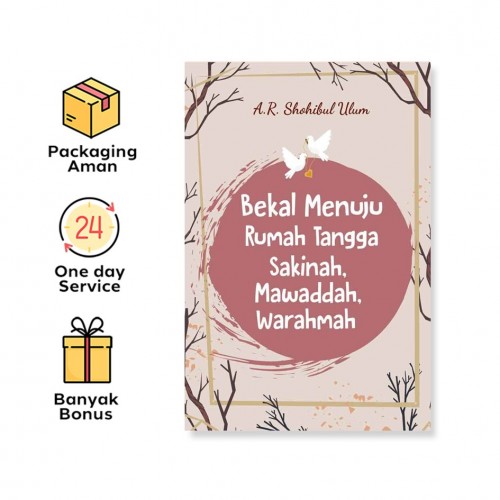 Packaging
Aman
24
One day
Service
Banyak
Bonus
A.R. Shohibul Ulum
Bekal Menuju
Rumah Tangga
Sakinah,
Mawaddah,
Warahmah